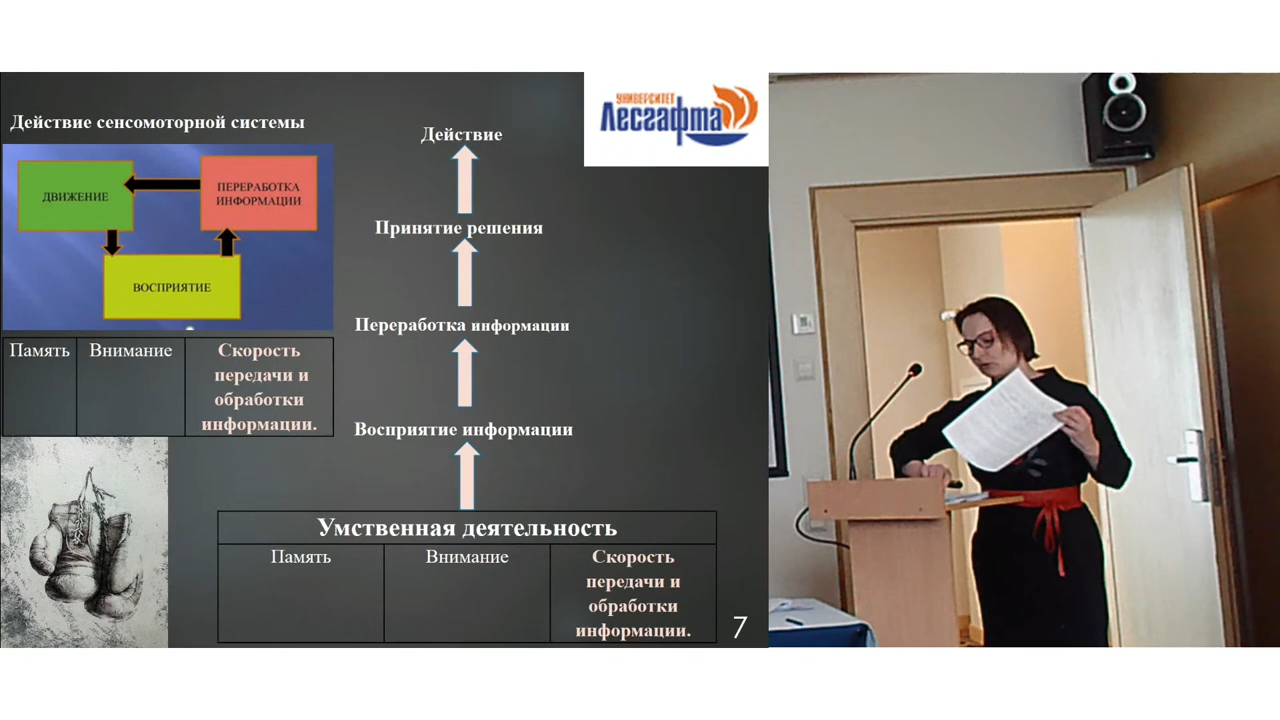 Действие сенсомоторной системы
ДВИЖЕНИЕ
ПЕРЕРАБОТКА
ИНФОРМАЦИИ
ВОСПРИЯТИЕ
Память
Внимание
Скорость
передачи и
обработки
информации.
Действие
Принятие решения
Переработка информации
Восприятие информации
Умственная деятельность
Память
Внимание
Скорость
передачи и
обработки
информации.
УНИВЕРСИТЕТ
Лесгафта
7